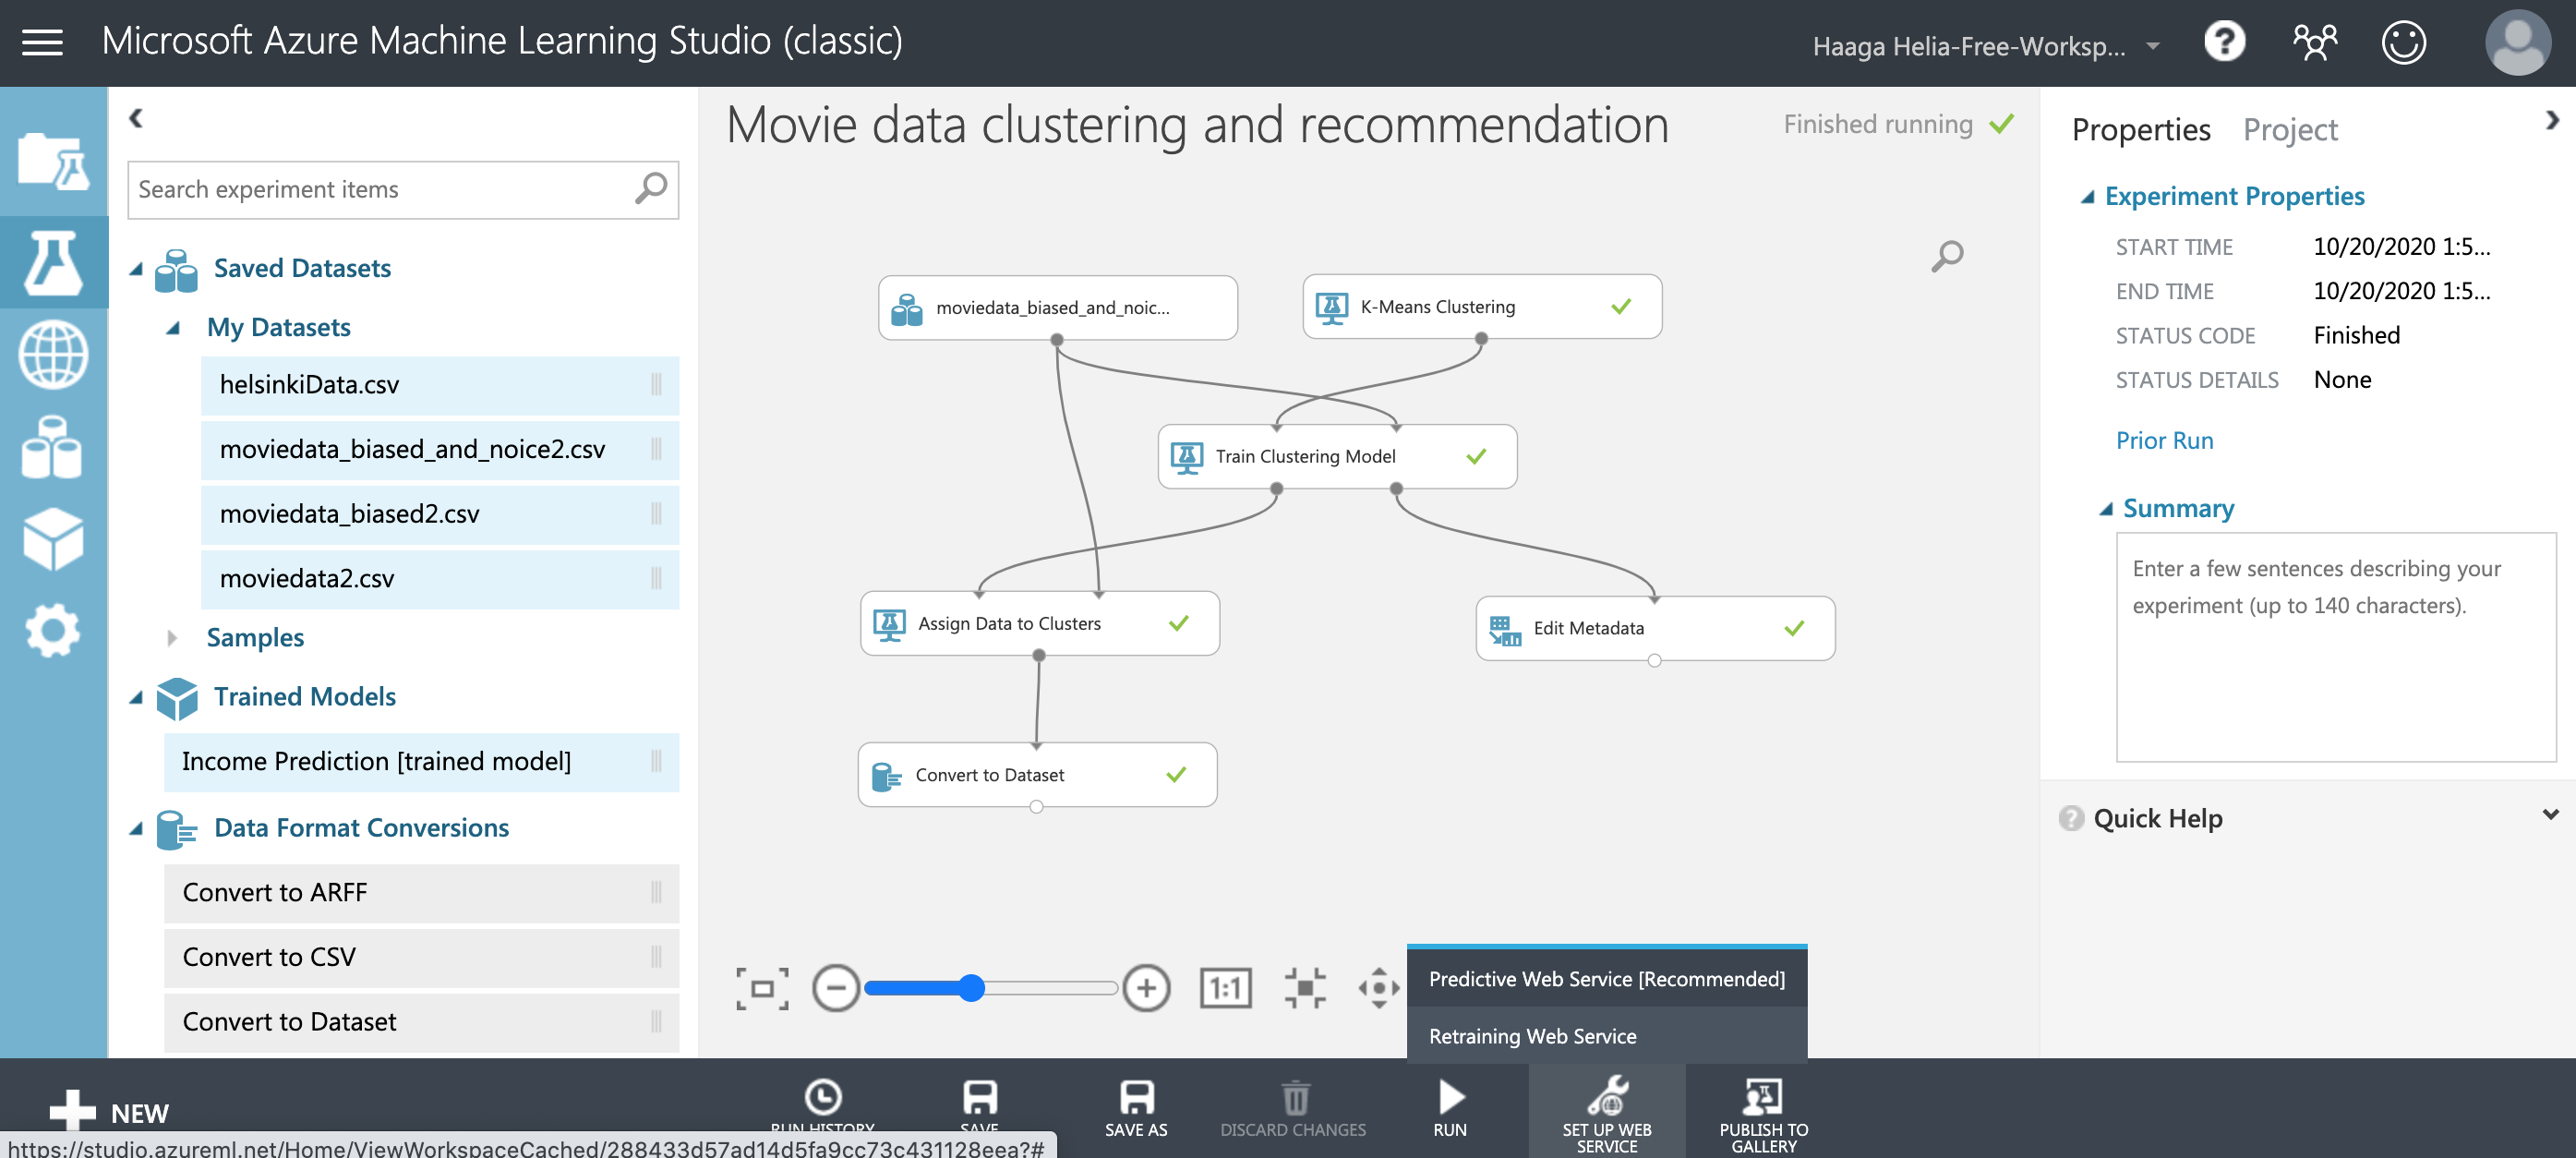 Microsoft Azure Machine Learning Studio (classic)
Haaga Helia-Free-Worksp...
Search experiment items
Saved Datasets
My Datasets
helsinkiData.csv
moviedata_biased_and_noice2.csv
moviedata_biased2.csv
moviedata2.csv
Samples
Trained Models
Income Prediction [trained model]
Data Format Conversions
Convert to ARFF
Convert to CSV
Convert to Dataset
Movie data clustering and recommendation
Finished running
moviedata_biased_and_noic...
K-Means Clustering
Train Clustering Model
Assign Data to Clusters
Edit Metadata
Convert to Dataset
1:1
Predictive Web Service [Recommended]
Retraining Web Service
Properties Project
Experiment Properties
START TIME 10/20/2020 1:5...
END TIME 10/20/2020 1:5...
STATUS CODE Finished
STATUS DETAILS None
Prior Run
Summary
Enter a few sentences describing your
experiment (up to 140 characters).
Quick Help
NEW
RUN HISTORY
SAVE
SAVE AS
DISCARD CHANGES
RUN
SET UP WEB
SERVICE
PUBLISH TO
GALLERY
https://studio.azureml.net/Home/ViewWorkspaceCached/288433d57ad14d5fa9cc73c431128eea?#